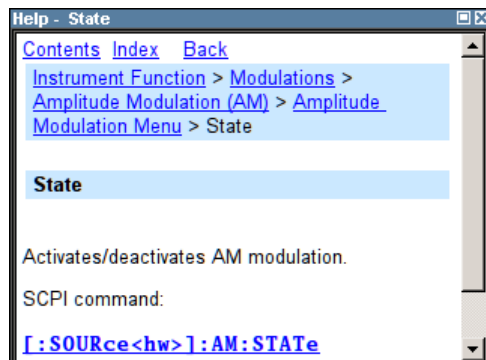 Help - State
Contents Index Back
Instrument Function > Modulations >
Amplitude Modulation (AM) > Amplitude
Modulation Menu > State
State
Activates/deactivates AM modulation.
SCPI command:
[:SOURce<hw>]:AM:STATe